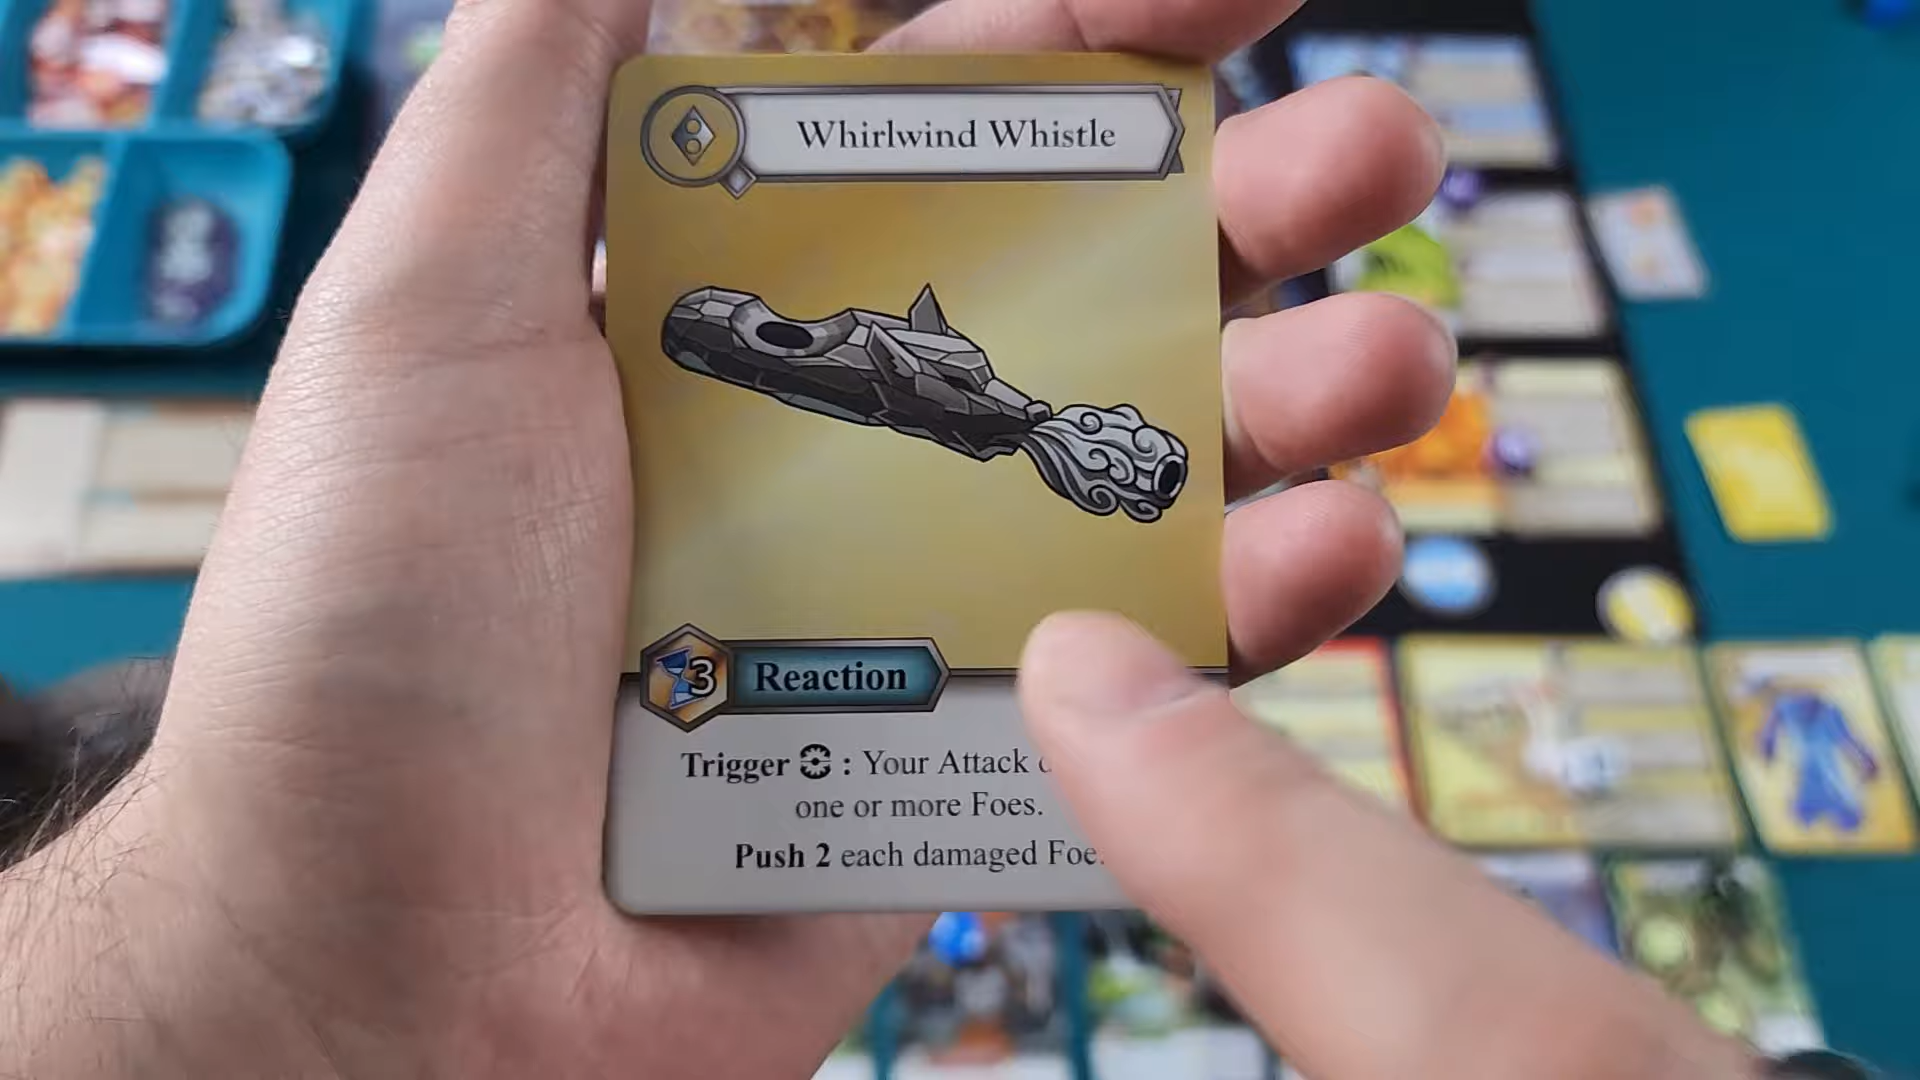 Whirlwind Whistle
3 Reaction
Trigger : Your Attack
one or more Foes.
Push 2 each damaged Foe.